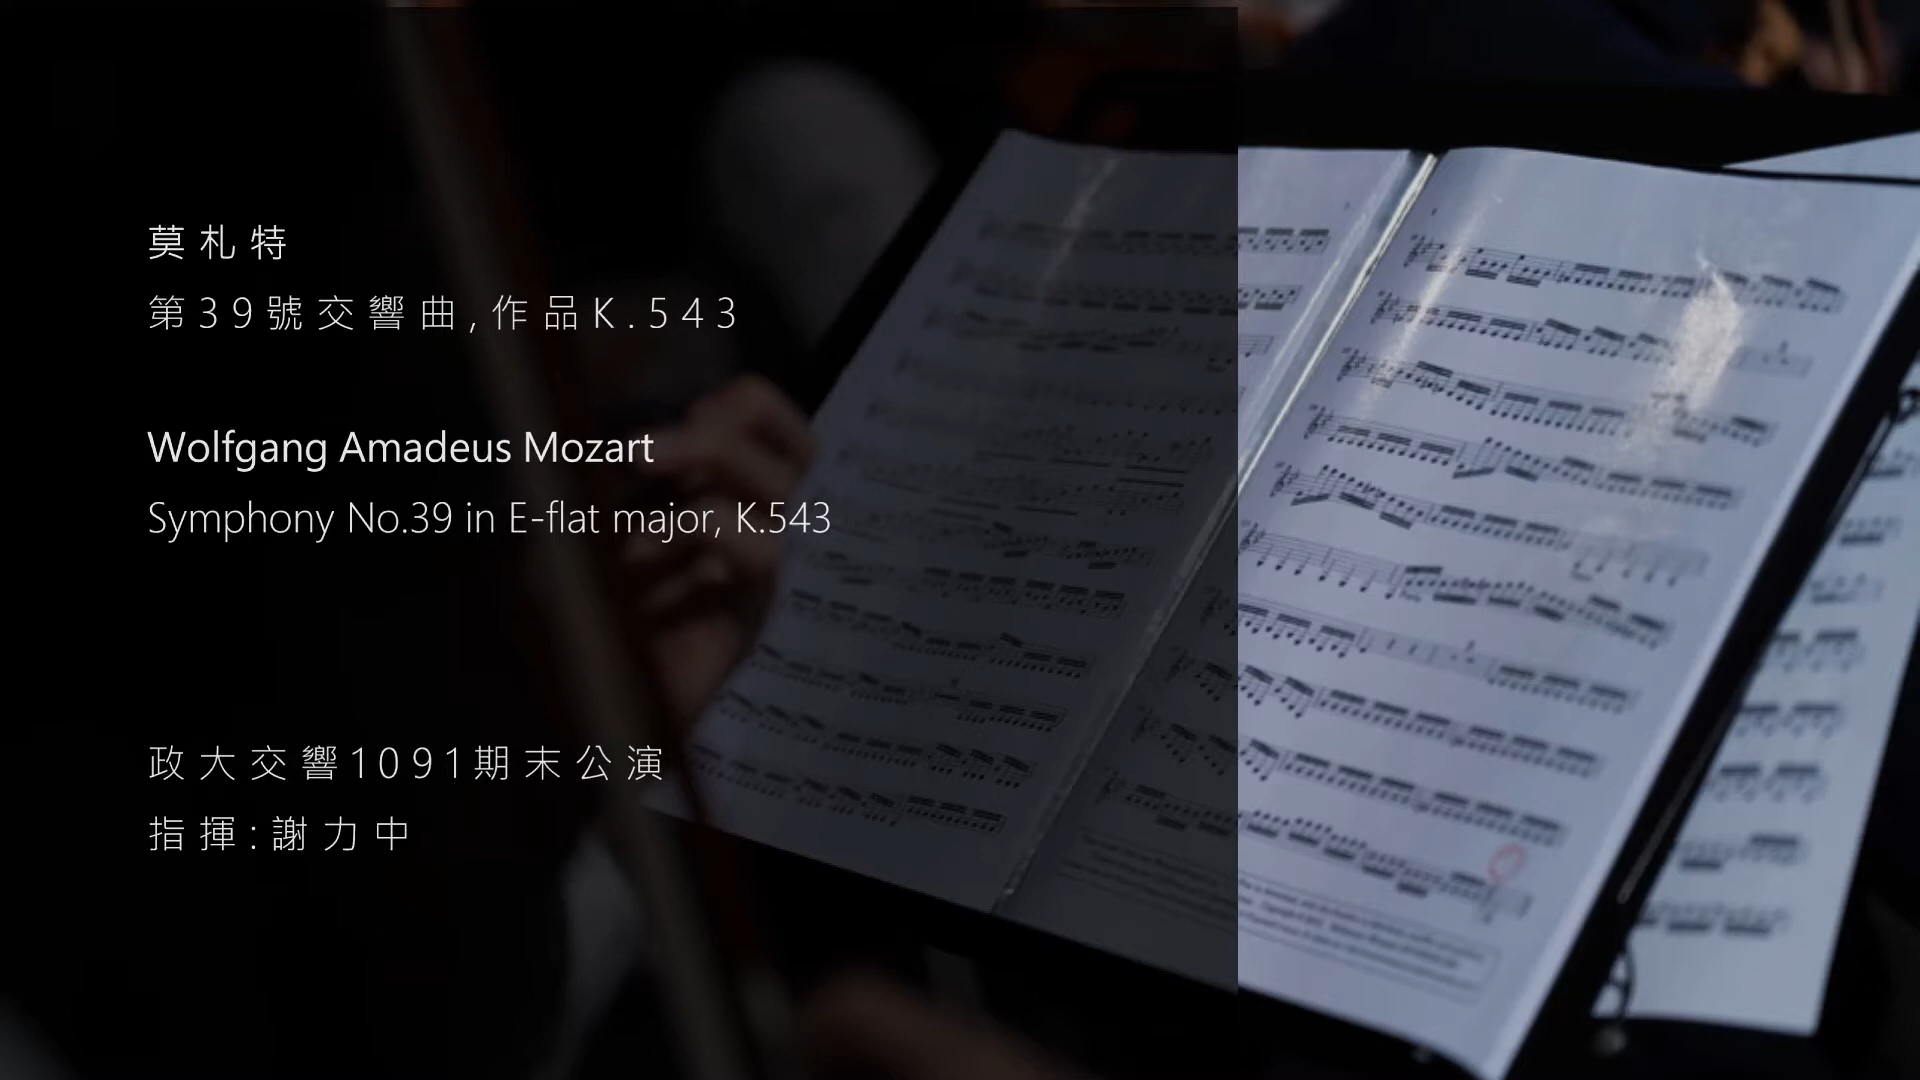 莫札特
第39號交響曲,作品K.543
Wolfgang Amadeus Mozart
Symphony No.39 in E-flat major, K.543
政大交響1091期末公演
指揮:謝力中